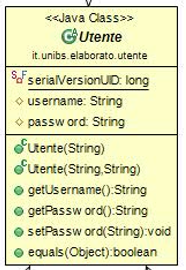 <<Java Class>>
Utente
it.unibs.elaborato.utente
serialVersionUID: long
username: String
password: String
Utente(String)
Utente(String,String)
getUsername():String
getPassword():String
setPassword(String):void
equals(Object):boolean